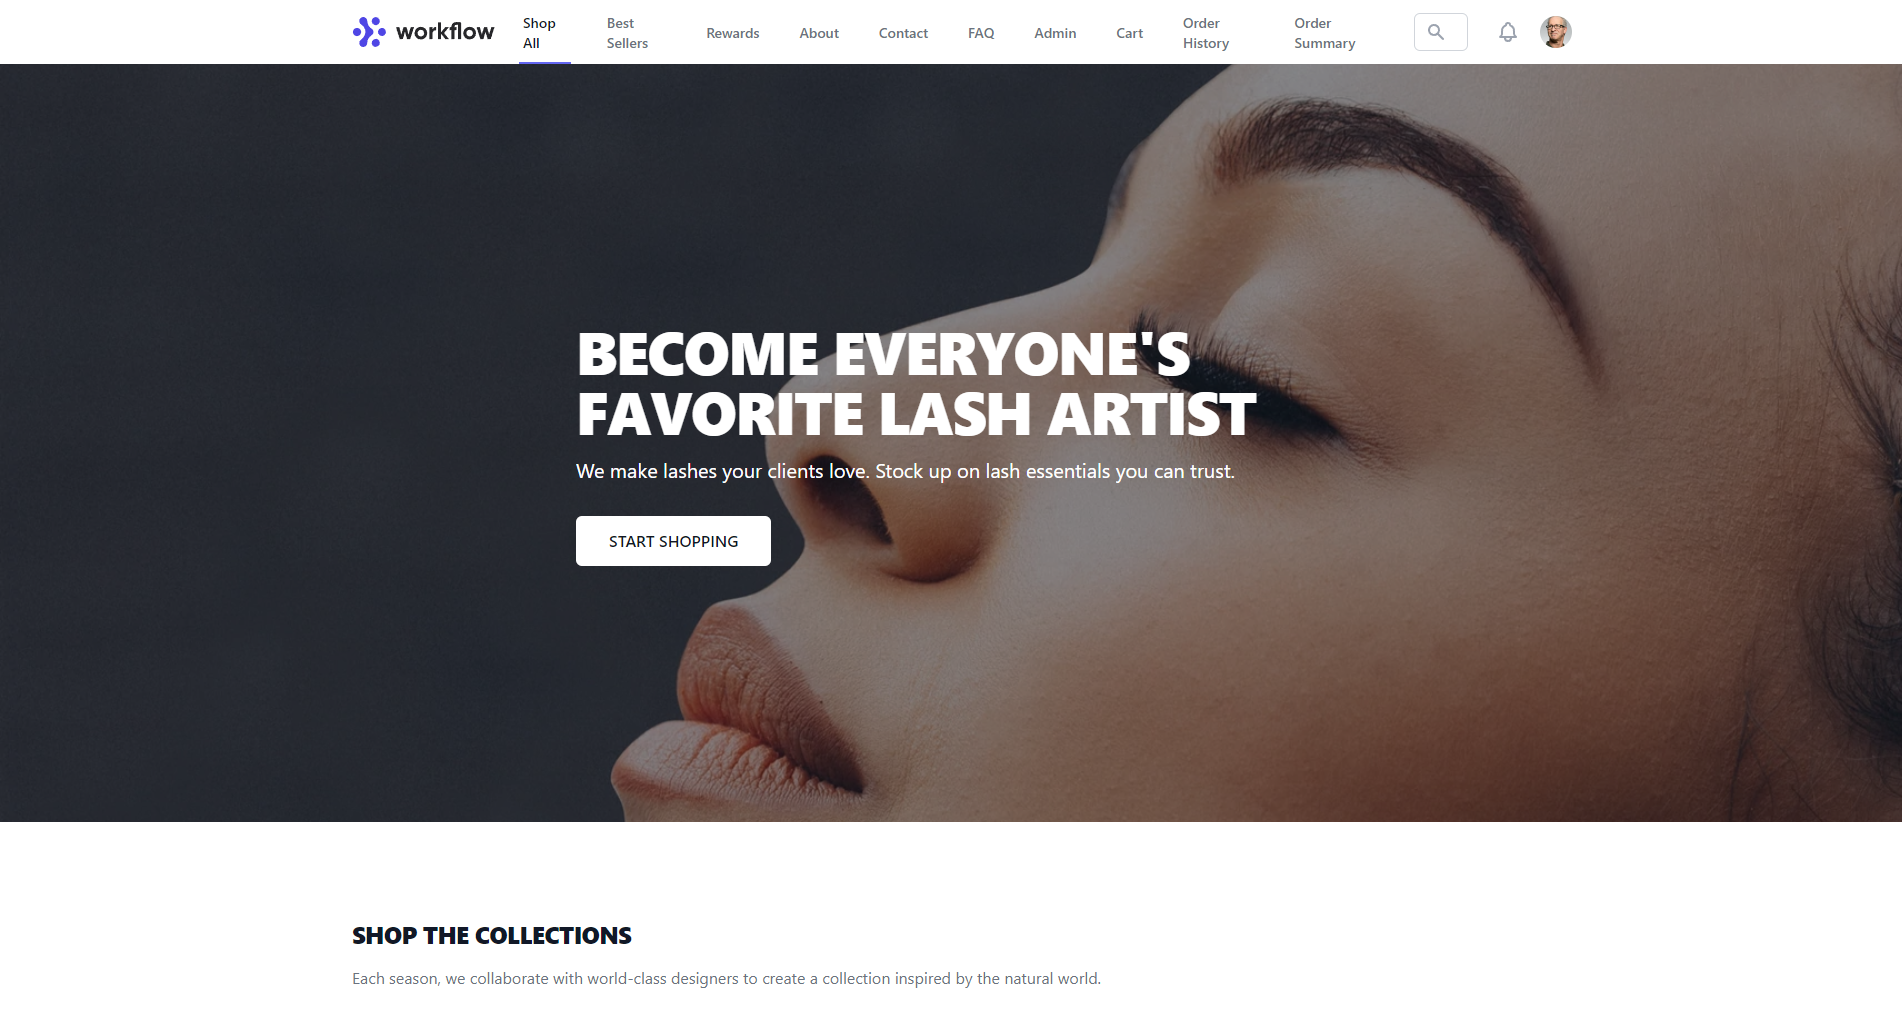 workflow
Shop
All
Best
Sellers
Rewards
About
Contact
FAQ
Admin
Cart
Order
History
Order
Summary
BECOME EVERYONE'S
FAVORITE LASH ARTIST
We make lashes your clients love. Stock up on lash essentials you can trust.
START SHOPPING
SHOP THE COLLECTIONS
Each season, we collaborate with world-class designers to create a collection inspired by the natural world.